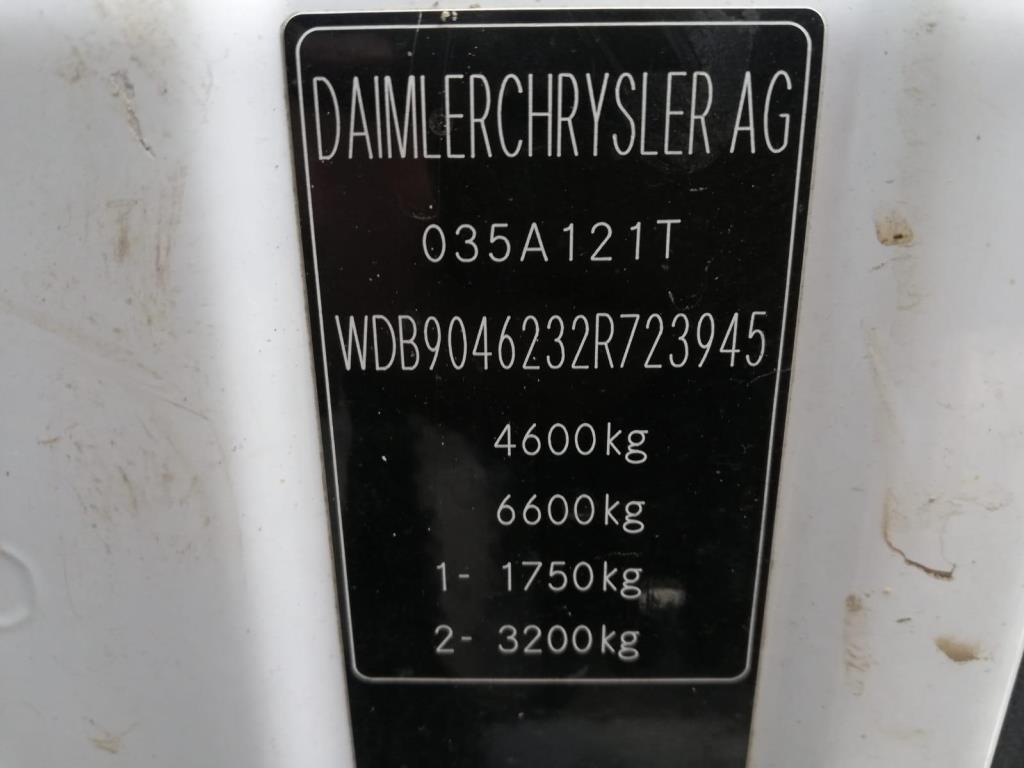 DAIMLERCHRYSLER AG
035A121T
WDB9046232R723945
4600kg
6600kg
1- 1750kg
2- 3200kg